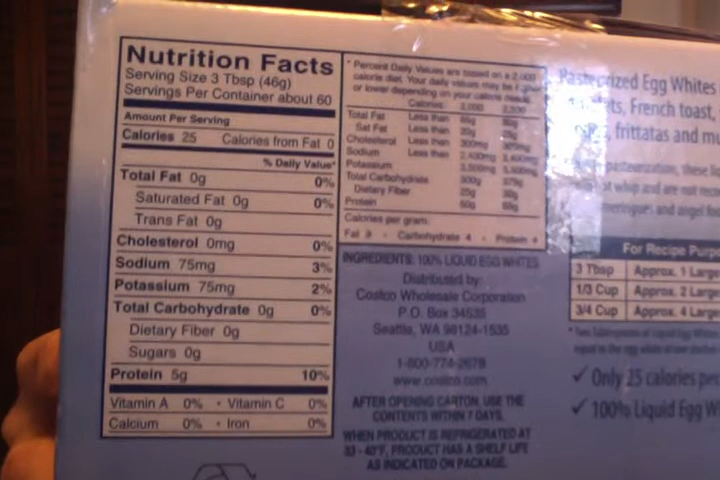 Nutrition Facts
Serving Size 3 Tbsp (46g)
Servings Per Container about 60
Amount Per Serving
Calories 25 Calories from Fat 0
% Daily Value*
Total Fat 0g 0%
Saturated Fat 0g 0%
Trans Fat 0g
Cholesterol 0mg 0%
Sodium 75mg 3%
Potassium 75mg 2%
Total Carbohydrate 0g 0%
Dietary Fiber 0g
Sugars 0g
Protein 5g 10%
Vitamin A 0% • Vitamin C 0%
Calcium 0% • Iron 0%
* Percent Daily Values are based on a 2,000
calorie diet. Your daily values may be
or lower depending on your calorie needs.
Calories: 2,000 2,500
Total Fat Less than 65g 80g
Sat Fat Less than 20g 25g
Cholesterol Less than 300mg 300mg
Sodium Less than 2,400mg 2,400mg
Potassium 3,500mg 3,500mg
Total Carbohydrate 300g 375g
Dietary Fiber 25g 30g
Protein 50g 65g
Calories per gram:
Fat 9 • Carbohydrate 4 • Protein 4
INGREDIENTS: 100% LIQUID EGG WHITES
Distributed by:
Costco Wholesale Corporation
P.O. Box 34535
Seattle, WA 98124-1535
USA
1-800-774-2678
www.costco.com
AFTER OPENING CARTON, USE THE
CONTENTS WITHIN 7 DAYS.
WHEN PRODUCT IS REFRIGERATED AT
33 - 40°F, PRODUCT HAS A SHELF LIFE
AS INDICATED ON PACKAGE.
Pasteurized Egg Whites
French toast,
frittatas and mu
pasteurization, these
whip and are not
meringues and angel
For Recipe Purp
3 Tbsp Approx. 1 Large
1/3 Cup Approx. 2 Large
3/4 Cup Approx. 4 Large
✓ Only 25 calories per
✓ 100% Liquid Egg W